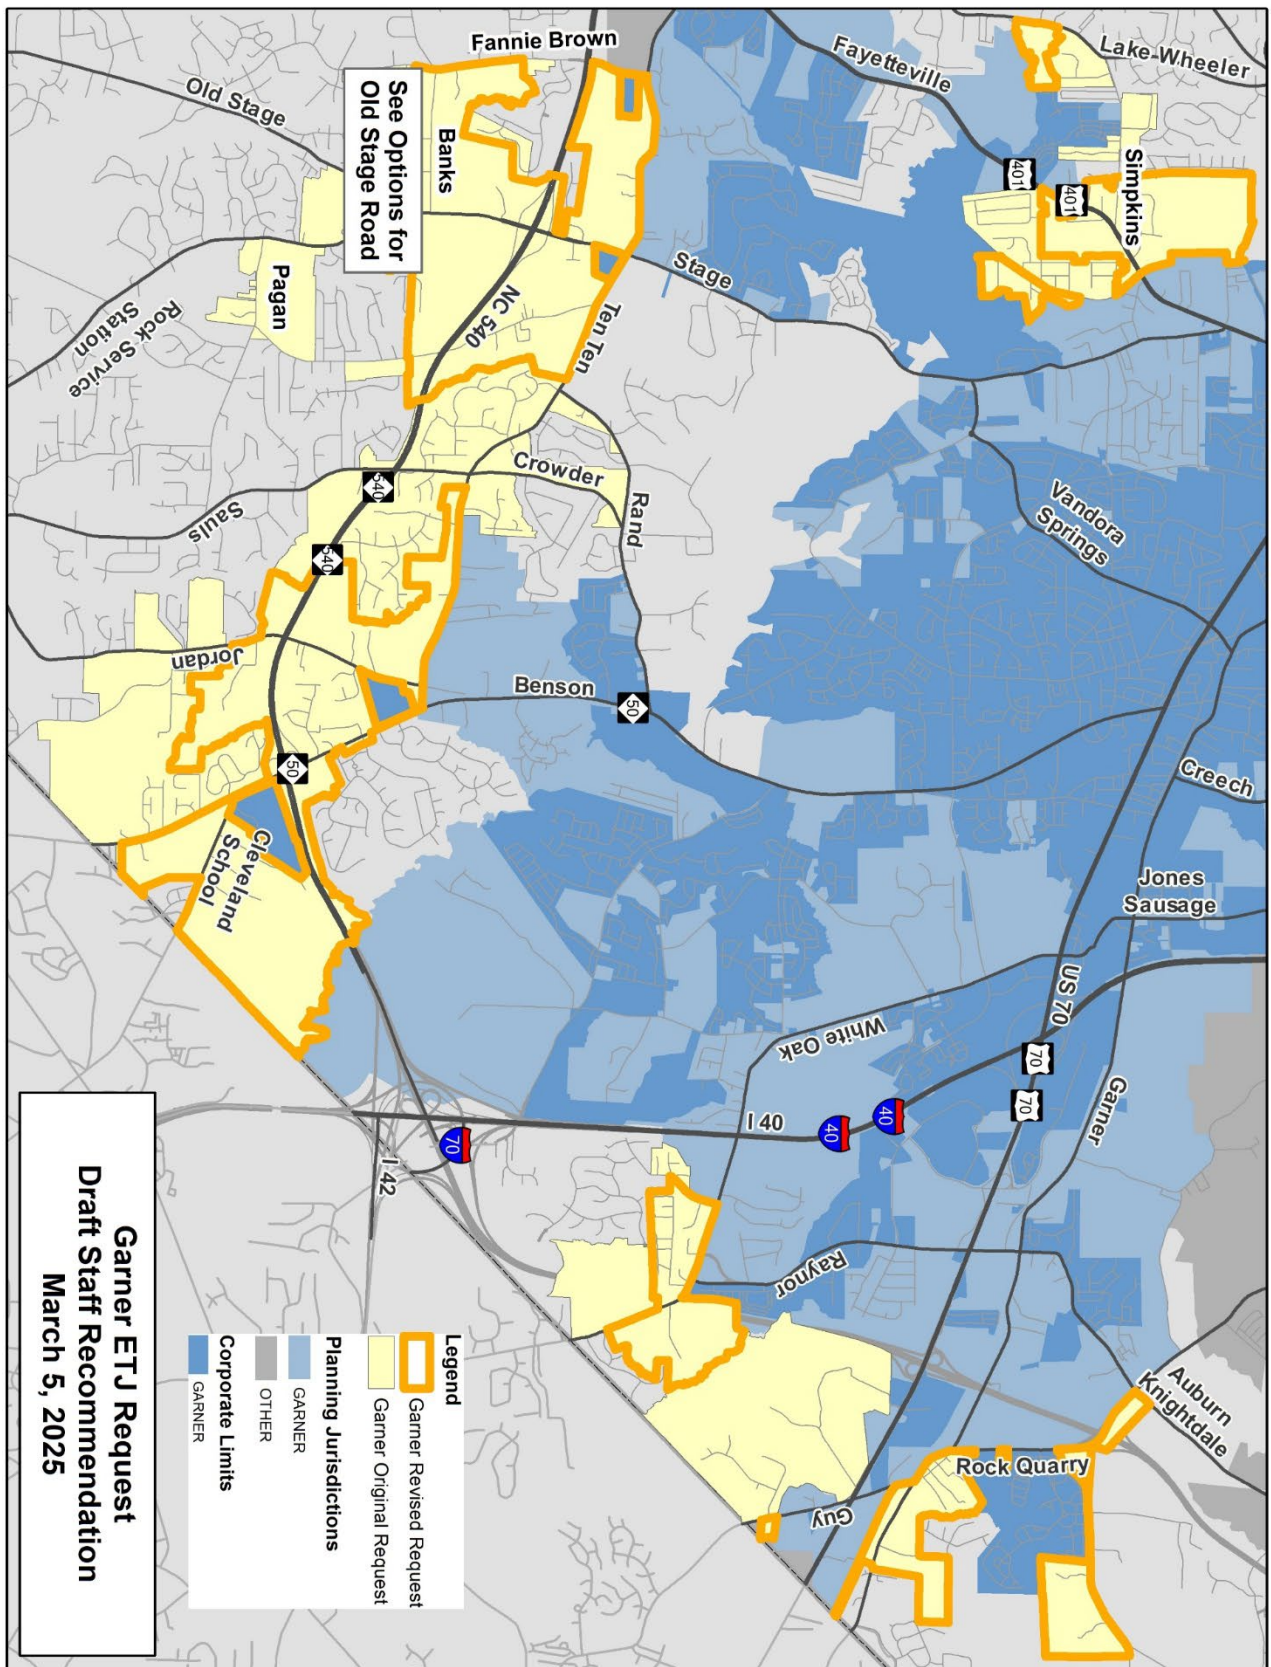 Garner ETJ Request
Draft Staff Recommendation
March 5, 2025
Legend
Garner Revised Request
Garner Original Request
Planning Jurisdictions
GARNER
OTHER
Corporate Limits
GARNER
See Options for
Old Stage Road
Lake Wheeler
Fayetteville
Simpkins
401
401
Fannie Brown
Old Stage
Banks
Stage
Ten Ten
NC 540
Pagan
Rock Service
Station
Vandora
Springs
Crowder
Rand
540
540
Sauls
Jordan
Benson
50
50
Creech
Cleveland
School
Jones
Sausage
US 70
70
70
White Oak
Garner
I 40
40
40
70
I 42
Raynor
Auburn
Knightdale
Rock Quarry
Guy